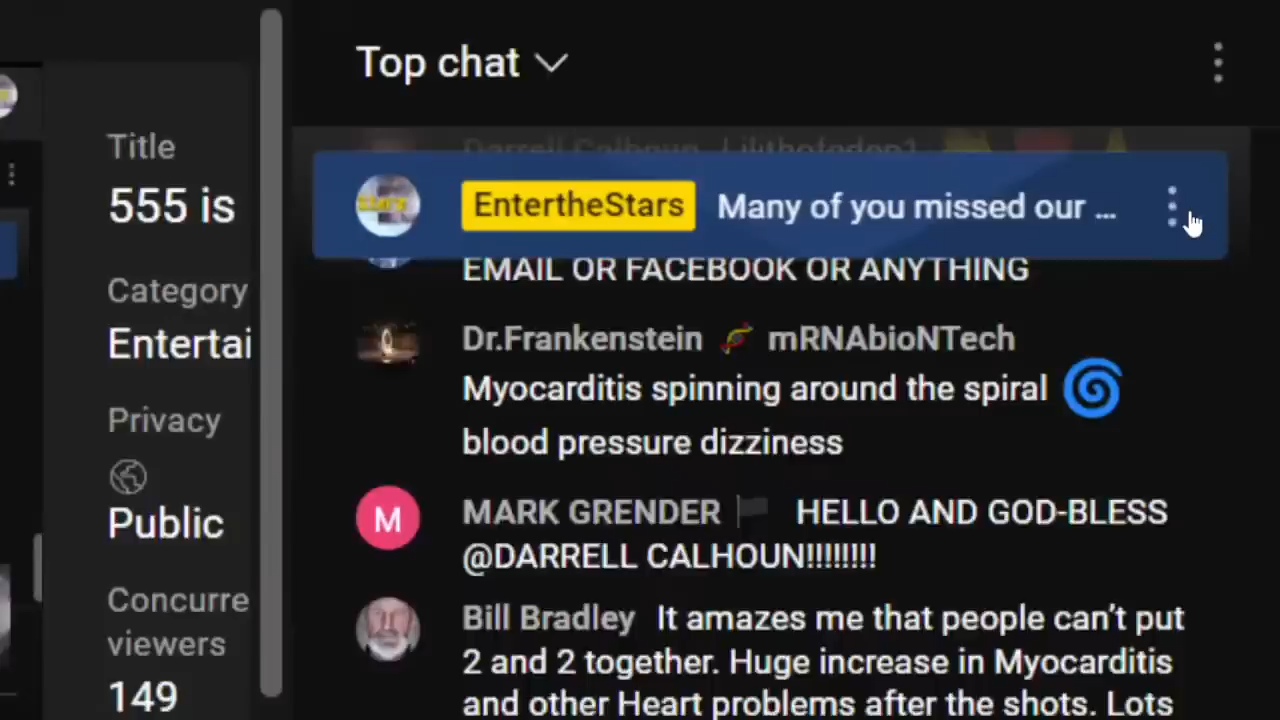 Top chat
Title
555 is
Category
Entertai
Privacy
Public
Concurre
viewers
149
Darrell Calhoun
EntertheStars Many of you missed our ...
EMAIL OR FACEBOOK OR ANYTHING
Dr.Frankenstein 🧬 mRNAbioNTech
Myocarditis spinning around the spiral 🌀
blood pressure dizziness
M
MARK GRENDER 🏴 HELLO AND GOD-BLESS
@DARRELL CALHOUN!!!!!!!!
Bill Bradley It amazes me that people can't put
2 and 2 together. Huge increase in Myocarditis
and other Heart problems after the shots. Lots